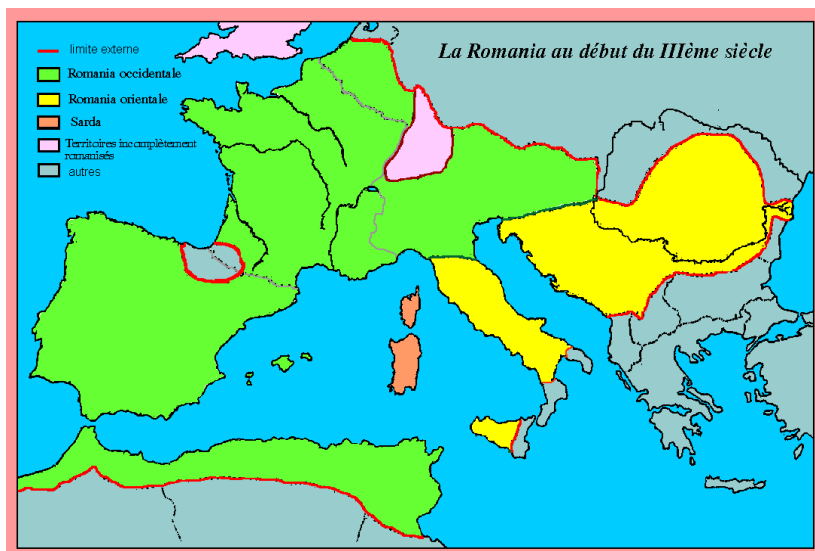 La Romania au début du IIIème siècle
limite externe
Romania occidentale
Romania orientale
Sarda
Territoires incomplètement
romanisés
autres